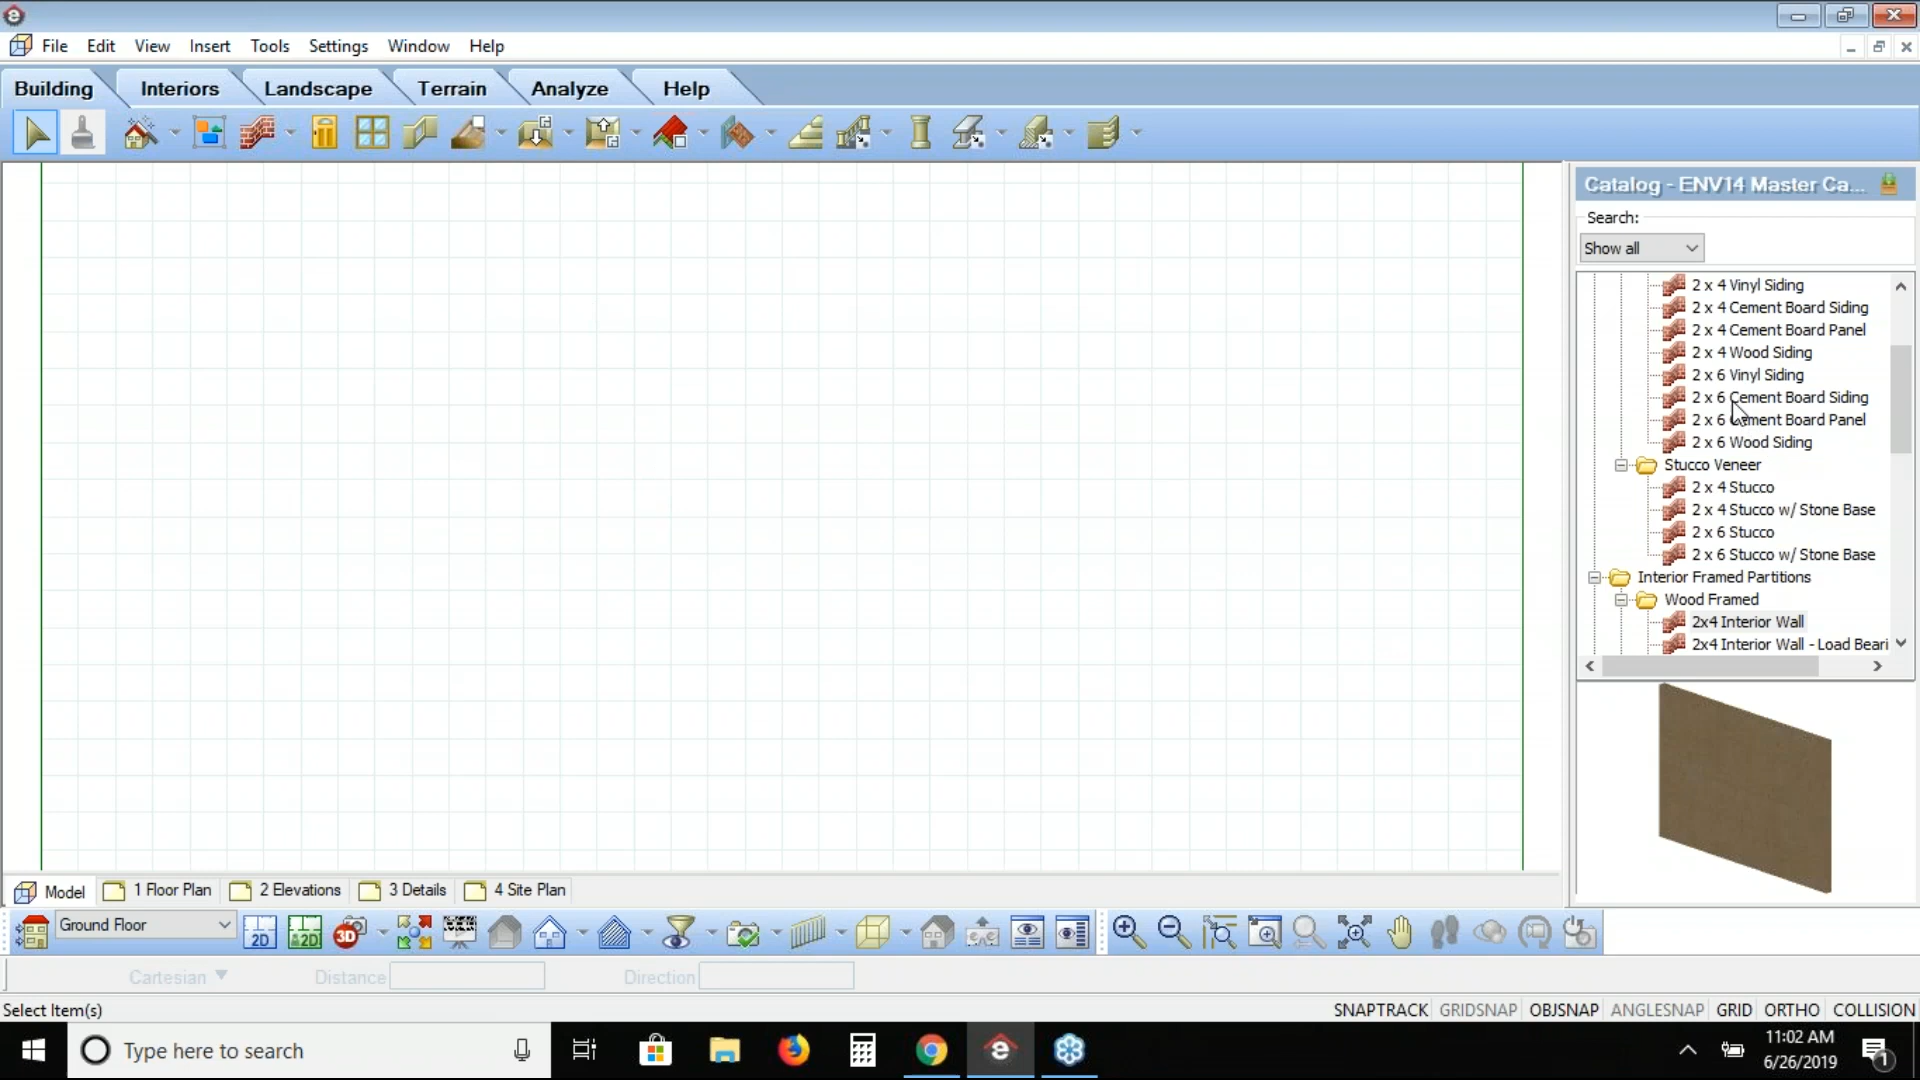 File Edit View Insert Tools Settings Window Help
Building Interiors Landscape Terrain Analyze Help
Catalog - ENV14 Master Ca...
Search:
Show all
2 x 4 Vinyl Siding
2 x 4 Cement Board Siding
2 x 4 Cement Board Panel
2 x 4 Wood Siding
2 x 6 Vinyl Siding
2 x 6 Cement Board Siding
2 x 6 Cement Board Panel
2 x 6 Wood Siding
Stucco Veneer
2 x 4 Stucco
2 x 4 Stucco w/ Stone Base
2 x 6 Stucco
2 x 6 Stucco w/ Stone Base
Interior Framed Partitions
Wood Framed
2x4 Interior Wall
2x4 Interior Wall - Load Beari
Model 1 Floor Plan 2 Elevations 3 Details 4 Site Plan
Ground Floor 2D 2D 3D
Cartesian Distance Direction
Select Item(s) SNAPTRACK GRIDSNAP OBJSNAP ANGLESNAP GRID ORTHO COLLISION
Type here to search
11:02 AM
6/26/2019
1